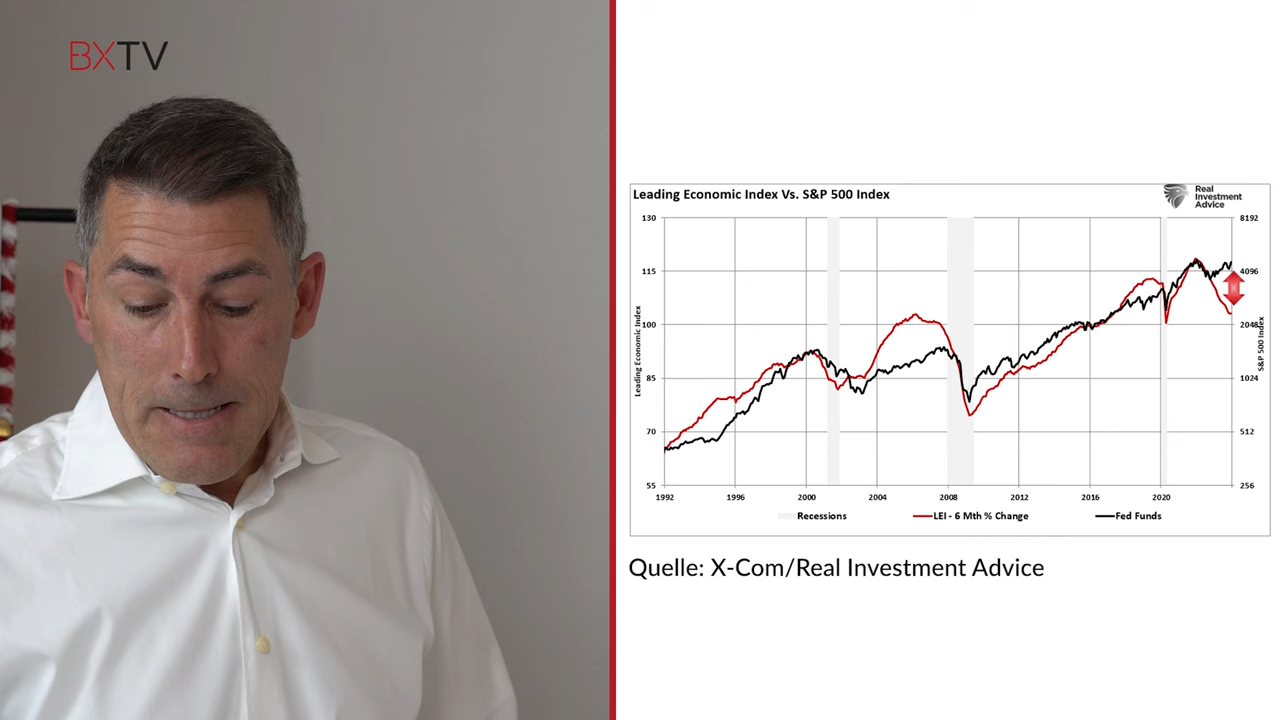 BXTV
Leading Economic Index Vs. S&P 500 Index
Real
Investment
Advice
130
115
100
85
70
55
Leading Economic Index
8192
4096
2048
1024
512
256
S&P 500 Index
1992 1996 2000 2004 2008 2012 2016 2020
Recessions LEI - 6 Mth % Change Fed Funds
Quelle: X-Com/Real Investment Advice